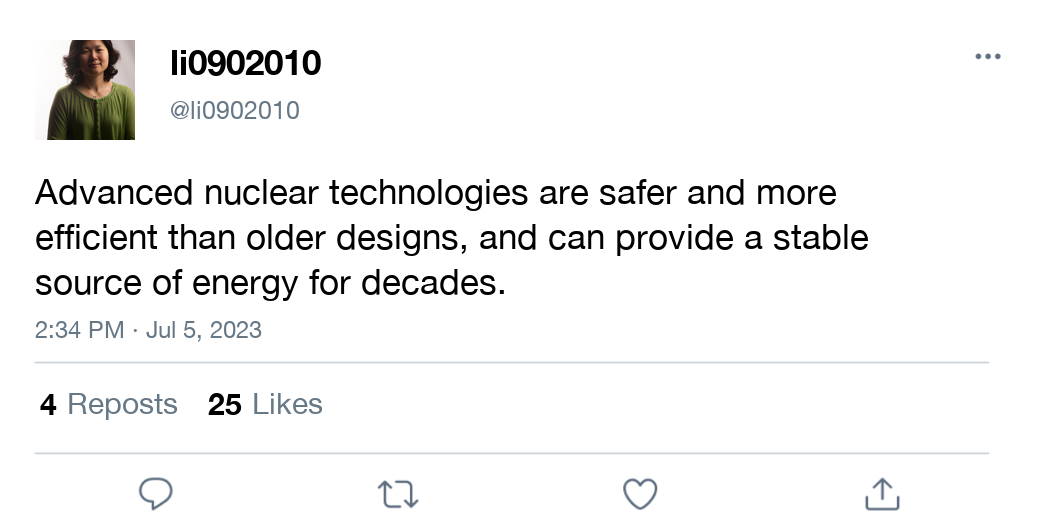 li0902010
@li0902010
Advanced nuclear technologies are safer and more
efficient than older designs, and can provide a stable
source of energy for decades.
2:34 PM · Jul 5, 2023
4 Reposts 25 Likes